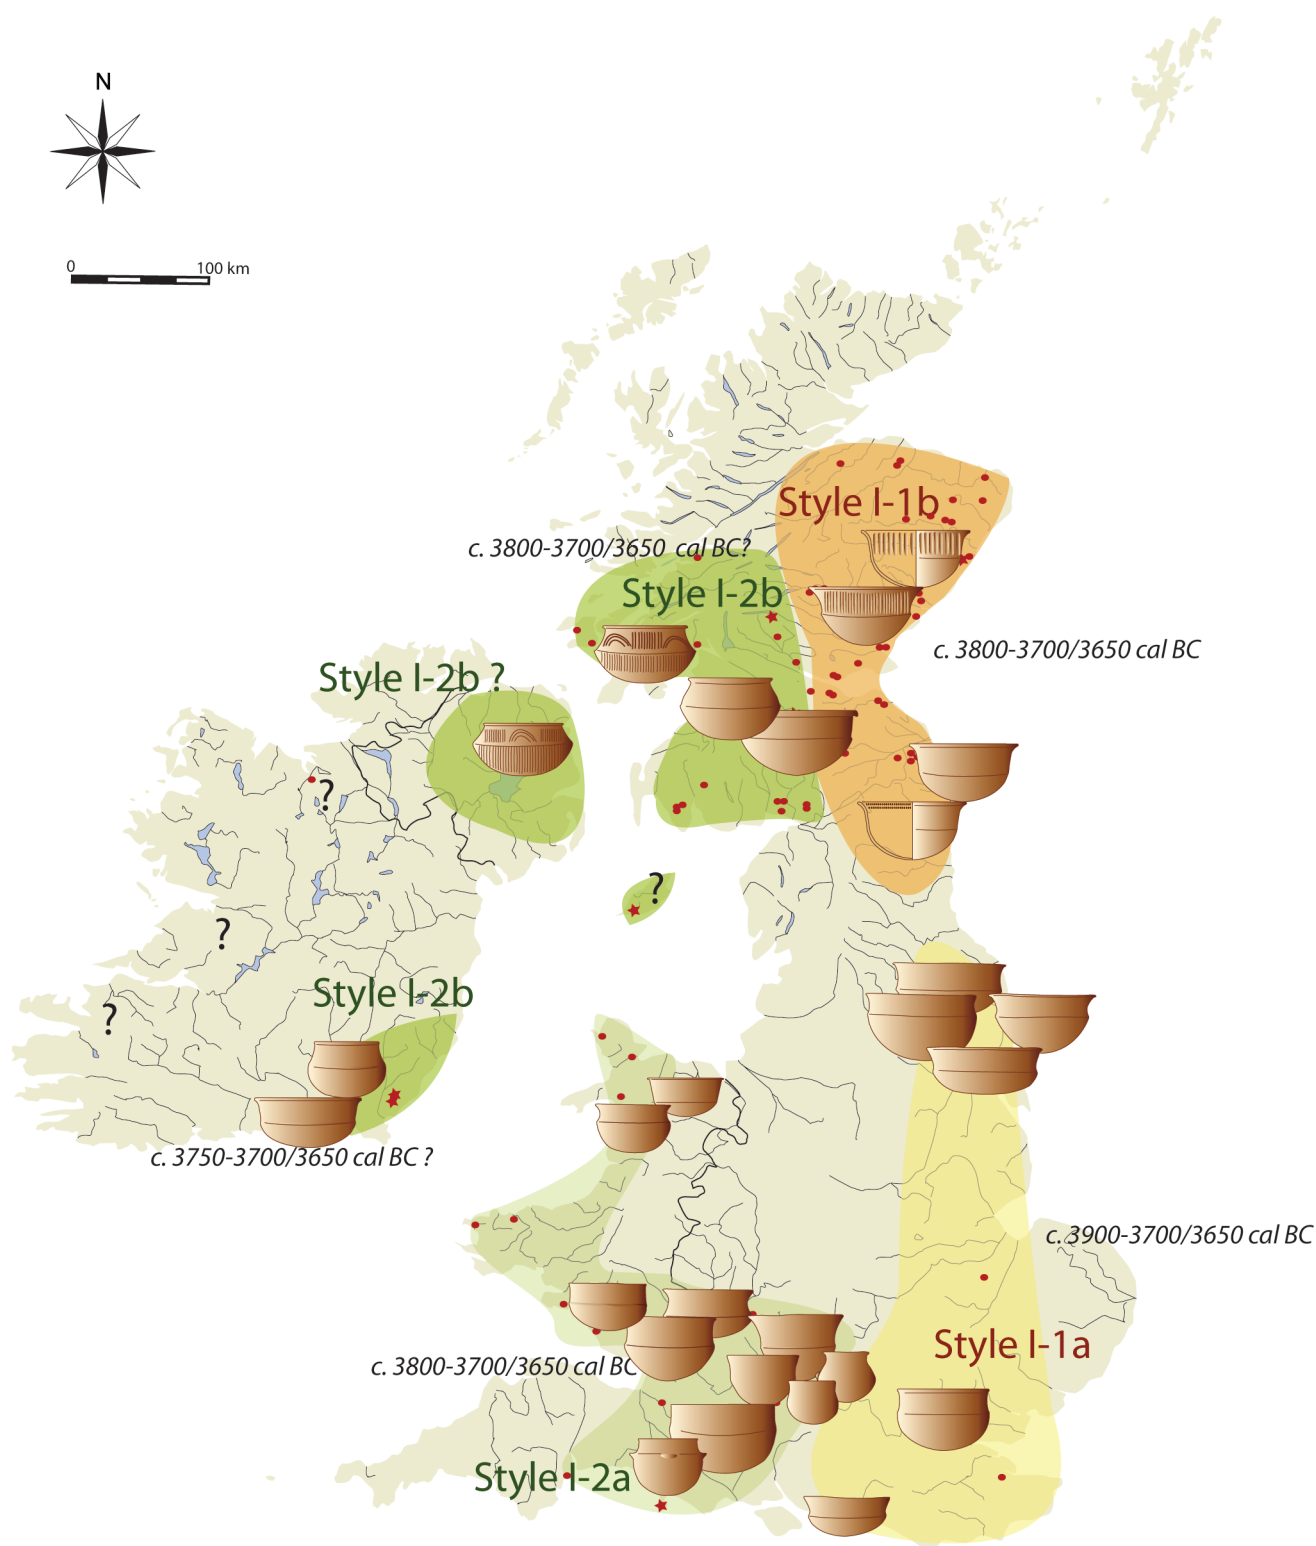 N
0 100 km
Style I-1b
c. 3800-3700/3650 cal BC?
Style I-2b
c. 3800-3700/3650 cal BC
Style I-2b ?
?
?
?
Style I-2b
?
c. 3750-3700/3650 cal BC ?
c. 3900-3700/3650 cal BC
Style I-1a
c. 3800-3700/3650 cal BC
Style I-2a